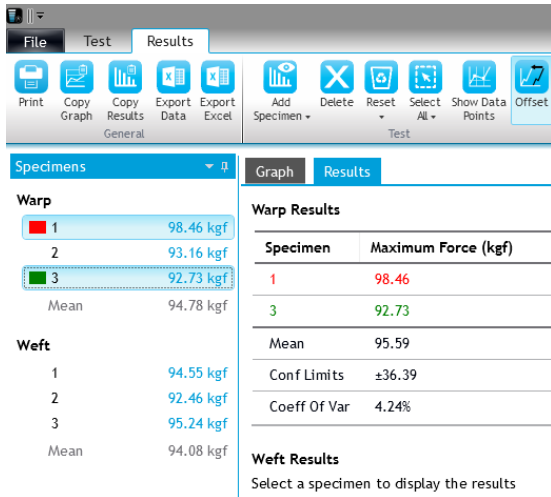 File Test Results
Print Copy Graph Copy Results Export Data Export Excel Add Specimen Delete Reset Select All Show Data Points Offset
General Test
Specimens
Warp
1 98.46 kgf
2 93.16 kgf
3 92.73 kgf
Mean 94.78 kgf
Weft
1 94.55 kgf
2 92.46 kgf
3 95.24 kgf
Mean 94.08 kgf
Graph Results
Warp Results
Specimen Maximum Force (kgf)
1 98.46
3 92.73
Mean 95.59
Conf Limits ±36.39
Coeff Of Var 4.24%
Weft Results
Select a specimen to display the results